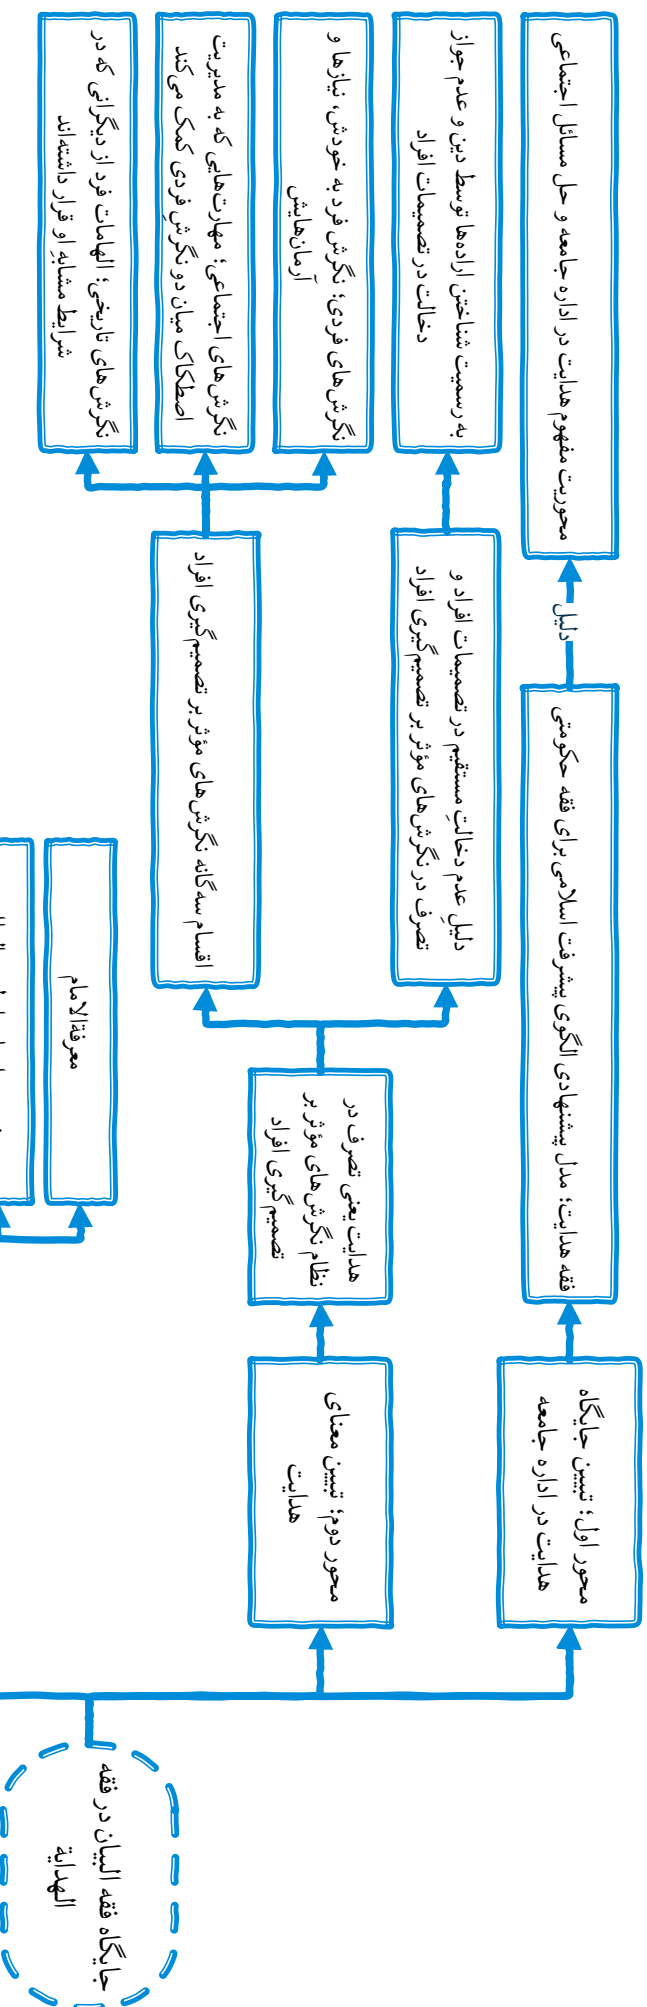 جایگاه فقه البیان در فقه
الهدایة
محور اول؛ تبیین جایگاه
هدایت در اداره جامعه
فقه هدایت؛ مدل پیشنهادی الگوی پیشرفت اسلامی برای فقه حکومتی
دلیل
محوریت مفهوم هدایت در اداره جامعه و حل مسائل اجتماعی
محور دوم؛ تبیین معنای
هدایت
هدایت یعنی تصرف در
نظام نگرش‌های مؤثر بر
تصمیم‌گیری افراد
دلیلِ عدم دخالتِ مستقیم در تصمیمات افراد و
تصرف در نگرش‌های مؤثر بر تصمیم‌گیری افراد
به رسمیت شناختن اراده‌ها توسط دین و عدم جواز
دخالت در تصمیمات افراد
اقسام سه‌گانه نگرش‌های مؤثر بر تصمیم‌گیری افراد
نگرش‌های فردی؛ نگرش فرد به خودش، نیازها و
آرمان‌هایش
نگرش‌های اجتماعی؛ مهارت‌هایی که به مدیریت
اصطکاک میان دو نگرشِ فردی کمک می‌کند
نگرش‌های تاریخی؛ الهامات فرد از دیگرانی که در
شرایط مشابهِ او قرار داشته‌اند
معرفةالامام